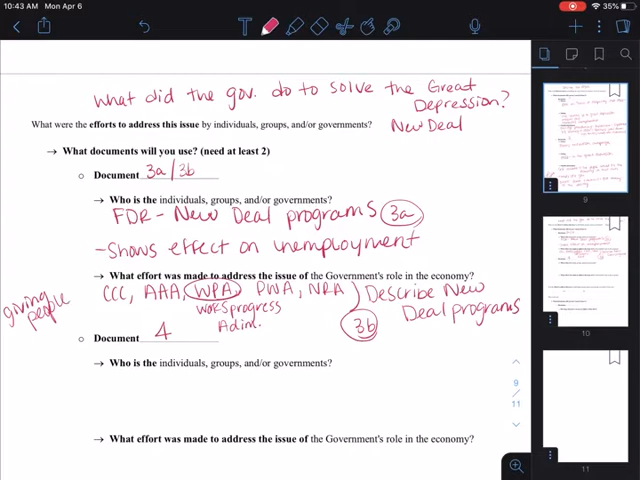 10:43 AM Mon Apr 6
35%
What did the gov. do to solve the Great
Depression?
What were the efforts to address this issue by individuals, groups, and/or governments?
New Deal
→ What documents will you use? (need at least 2)
o Document 3a/3b
→ Who is the individuals, groups, and/or governments?
FDR - New Deal programs 3a
- Shows effect on unemployment
→ What effort was made to address the issue of the Government's role in the economy?
giving
people
CCC, AAA, WPA, PWA, NRA) Describe New
Deal programs
works progress
Adim.
3b
o Document 4
→ Who is the individuals, groups, and/or governments?
→ What effort was made to address the issue of the Government's role in the economy?
9
/
11
9
10
11